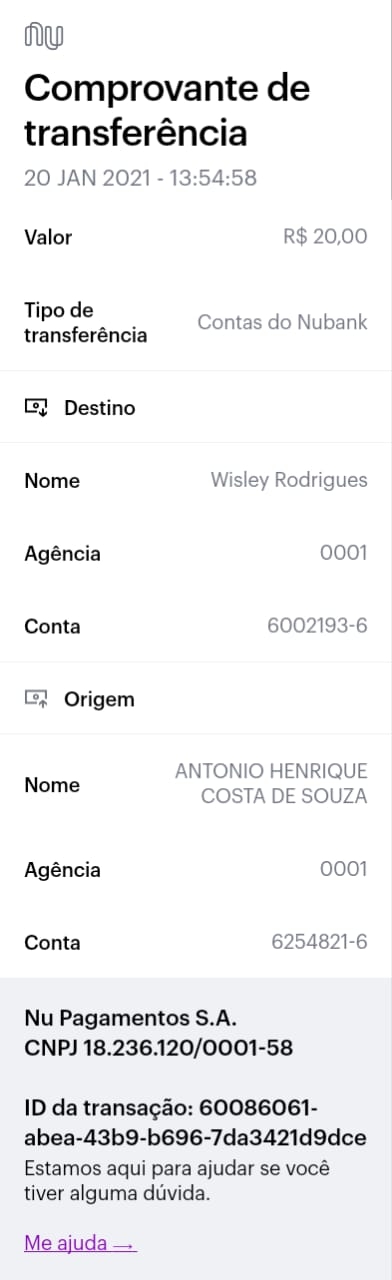 nu
Comprovante de
transferência
20 JAN 2021 - 13:54:58
Valor R$ 20,00
Tipo de
transferência Contas do Nubank
Destino
Nome Wisley Rodrigues
Agência 0001
Conta 6002193-6
Origem
Nome ANTONIO HENRIQUE
COSTA DE SOUZA
Agência 0001
Conta 6254821-6
Nu Pagamentos S.A.
CNPJ 18.236.120/0001-58
ID da transação: 60086061-
abea-43b9-b696-7da3421d9dce
Estamos aqui para ajudar se você
tiver alguma dúvida.
Me ajuda →